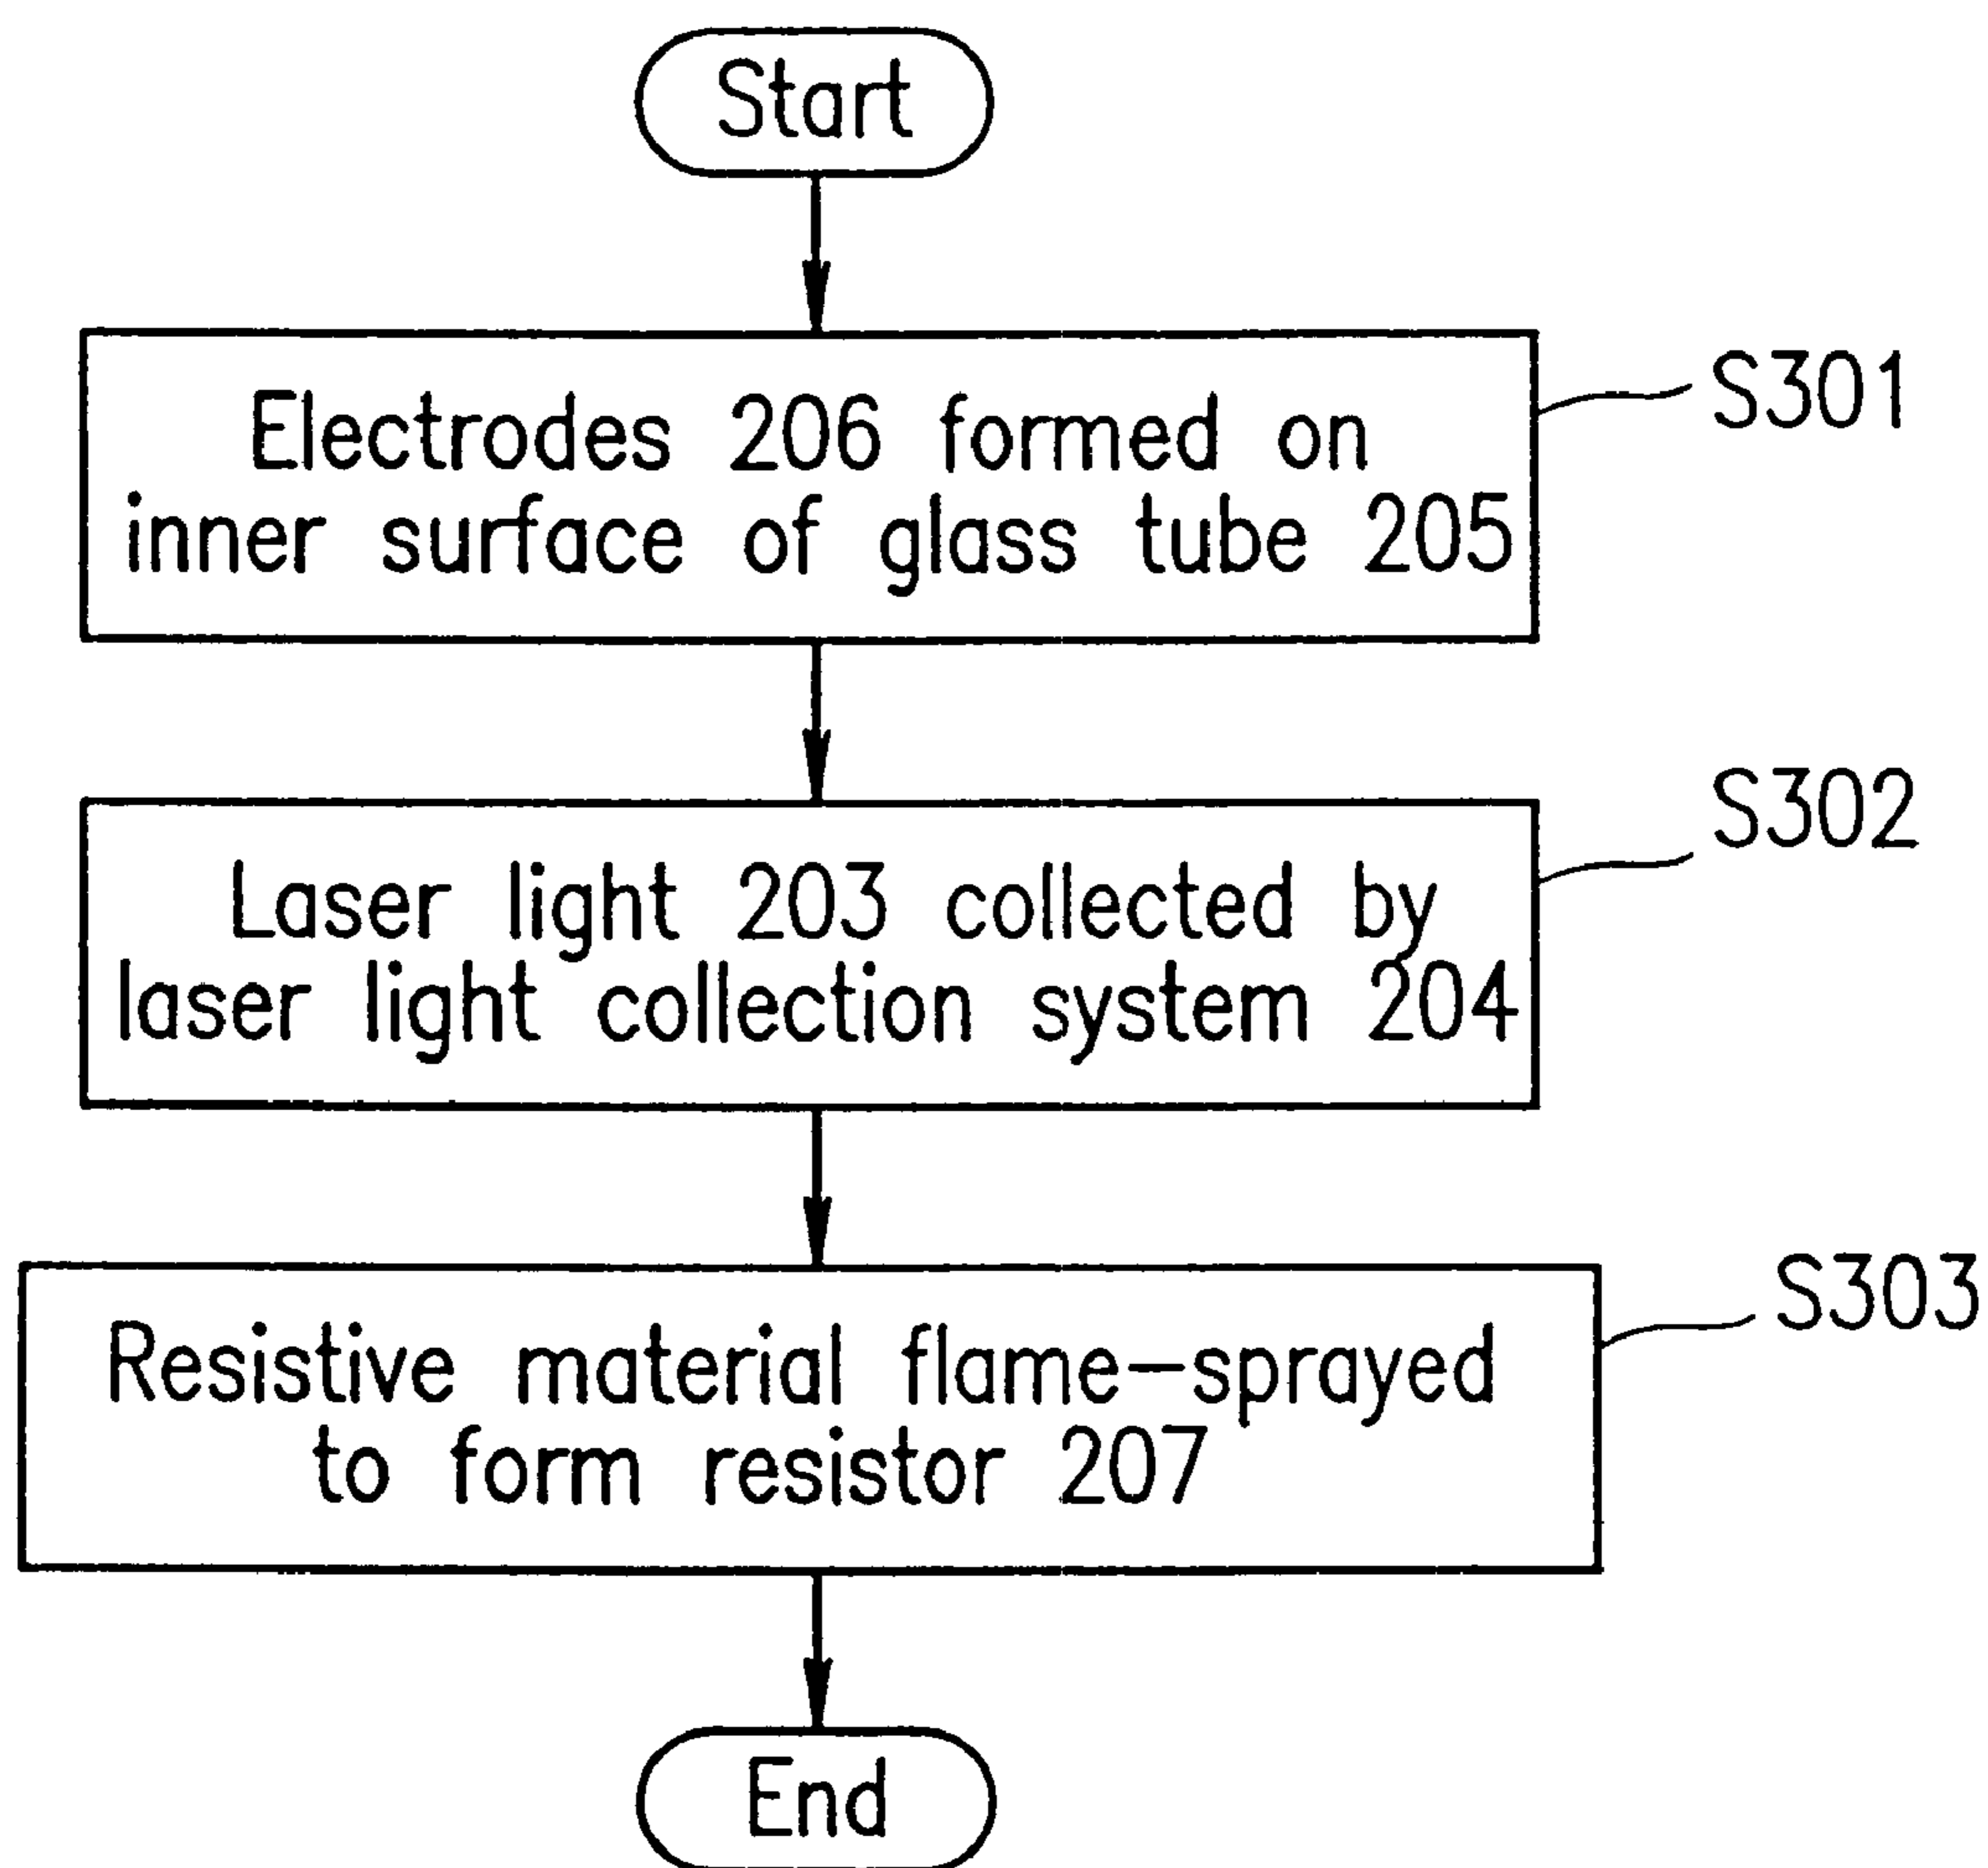 Start
Electrodes 206 formed on
inner surface of glass tube 205
S301
Laser light 203 collected by
laser light collection system 204
S302
Resistive material flame-sprayed
to form resistor 207
S303
End